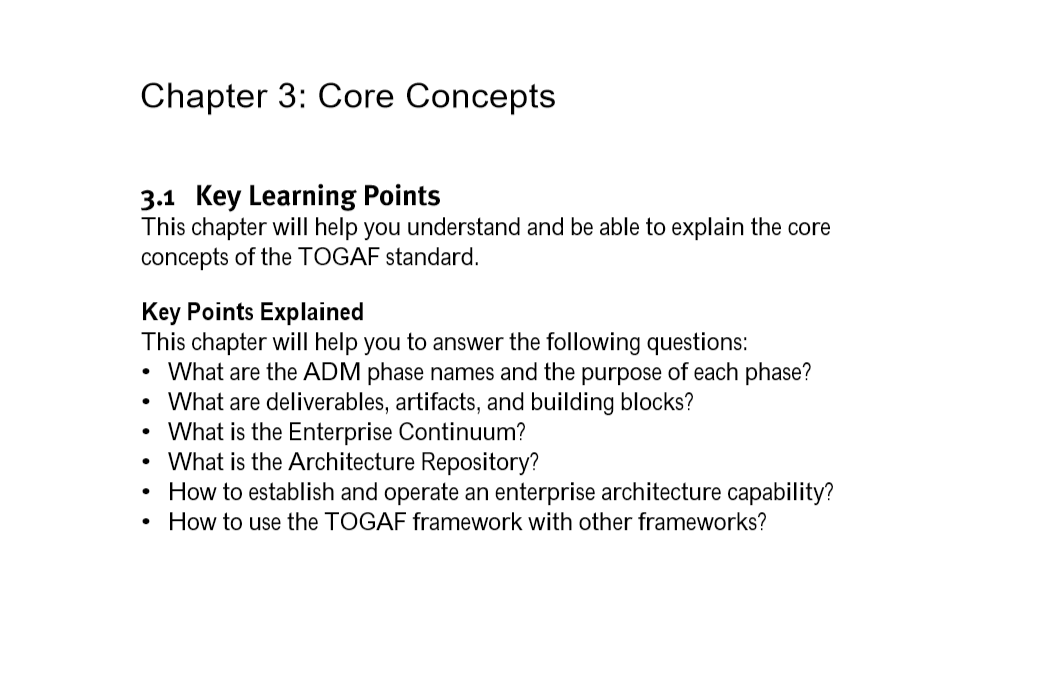 Chapter 3: Core Concepts
3.1 Key Learning Points
This chapter will help you understand and be able to explain the core
concepts of the TOGAF standard.
Key Points Explained
This chapter will help you to answer the following questions:
• What are the ADM phase names and the purpose of each phase?
• What are deliverables, artifacts, and building blocks?
• What is the Enterprise Continuum?
• What is the Architecture Repository?
• How to establish and operate an enterprise architecture capability?
• How to use the TOGAF framework with other frameworks?